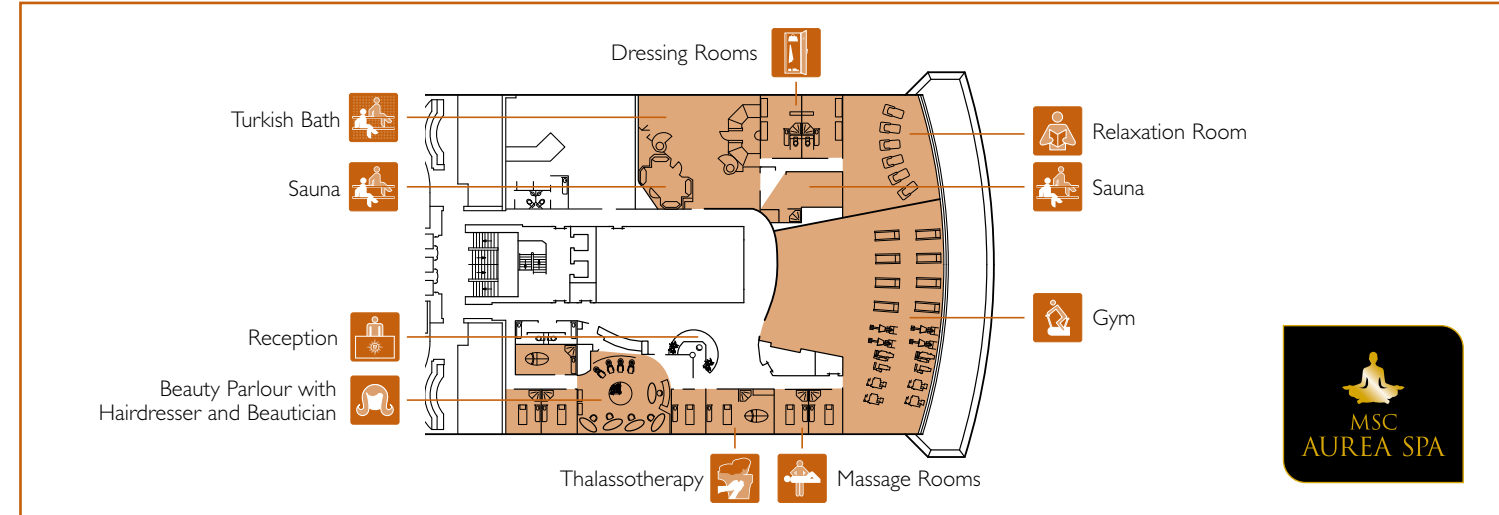 Dressing Rooms
Turkish Bath
Relaxation Room
Sauna
Sauna
Gym
Reception
Beauty Parlour with
Hairdresser and Beautician
Thalassotherapy
Massage Rooms
MSC
AUREA SPA